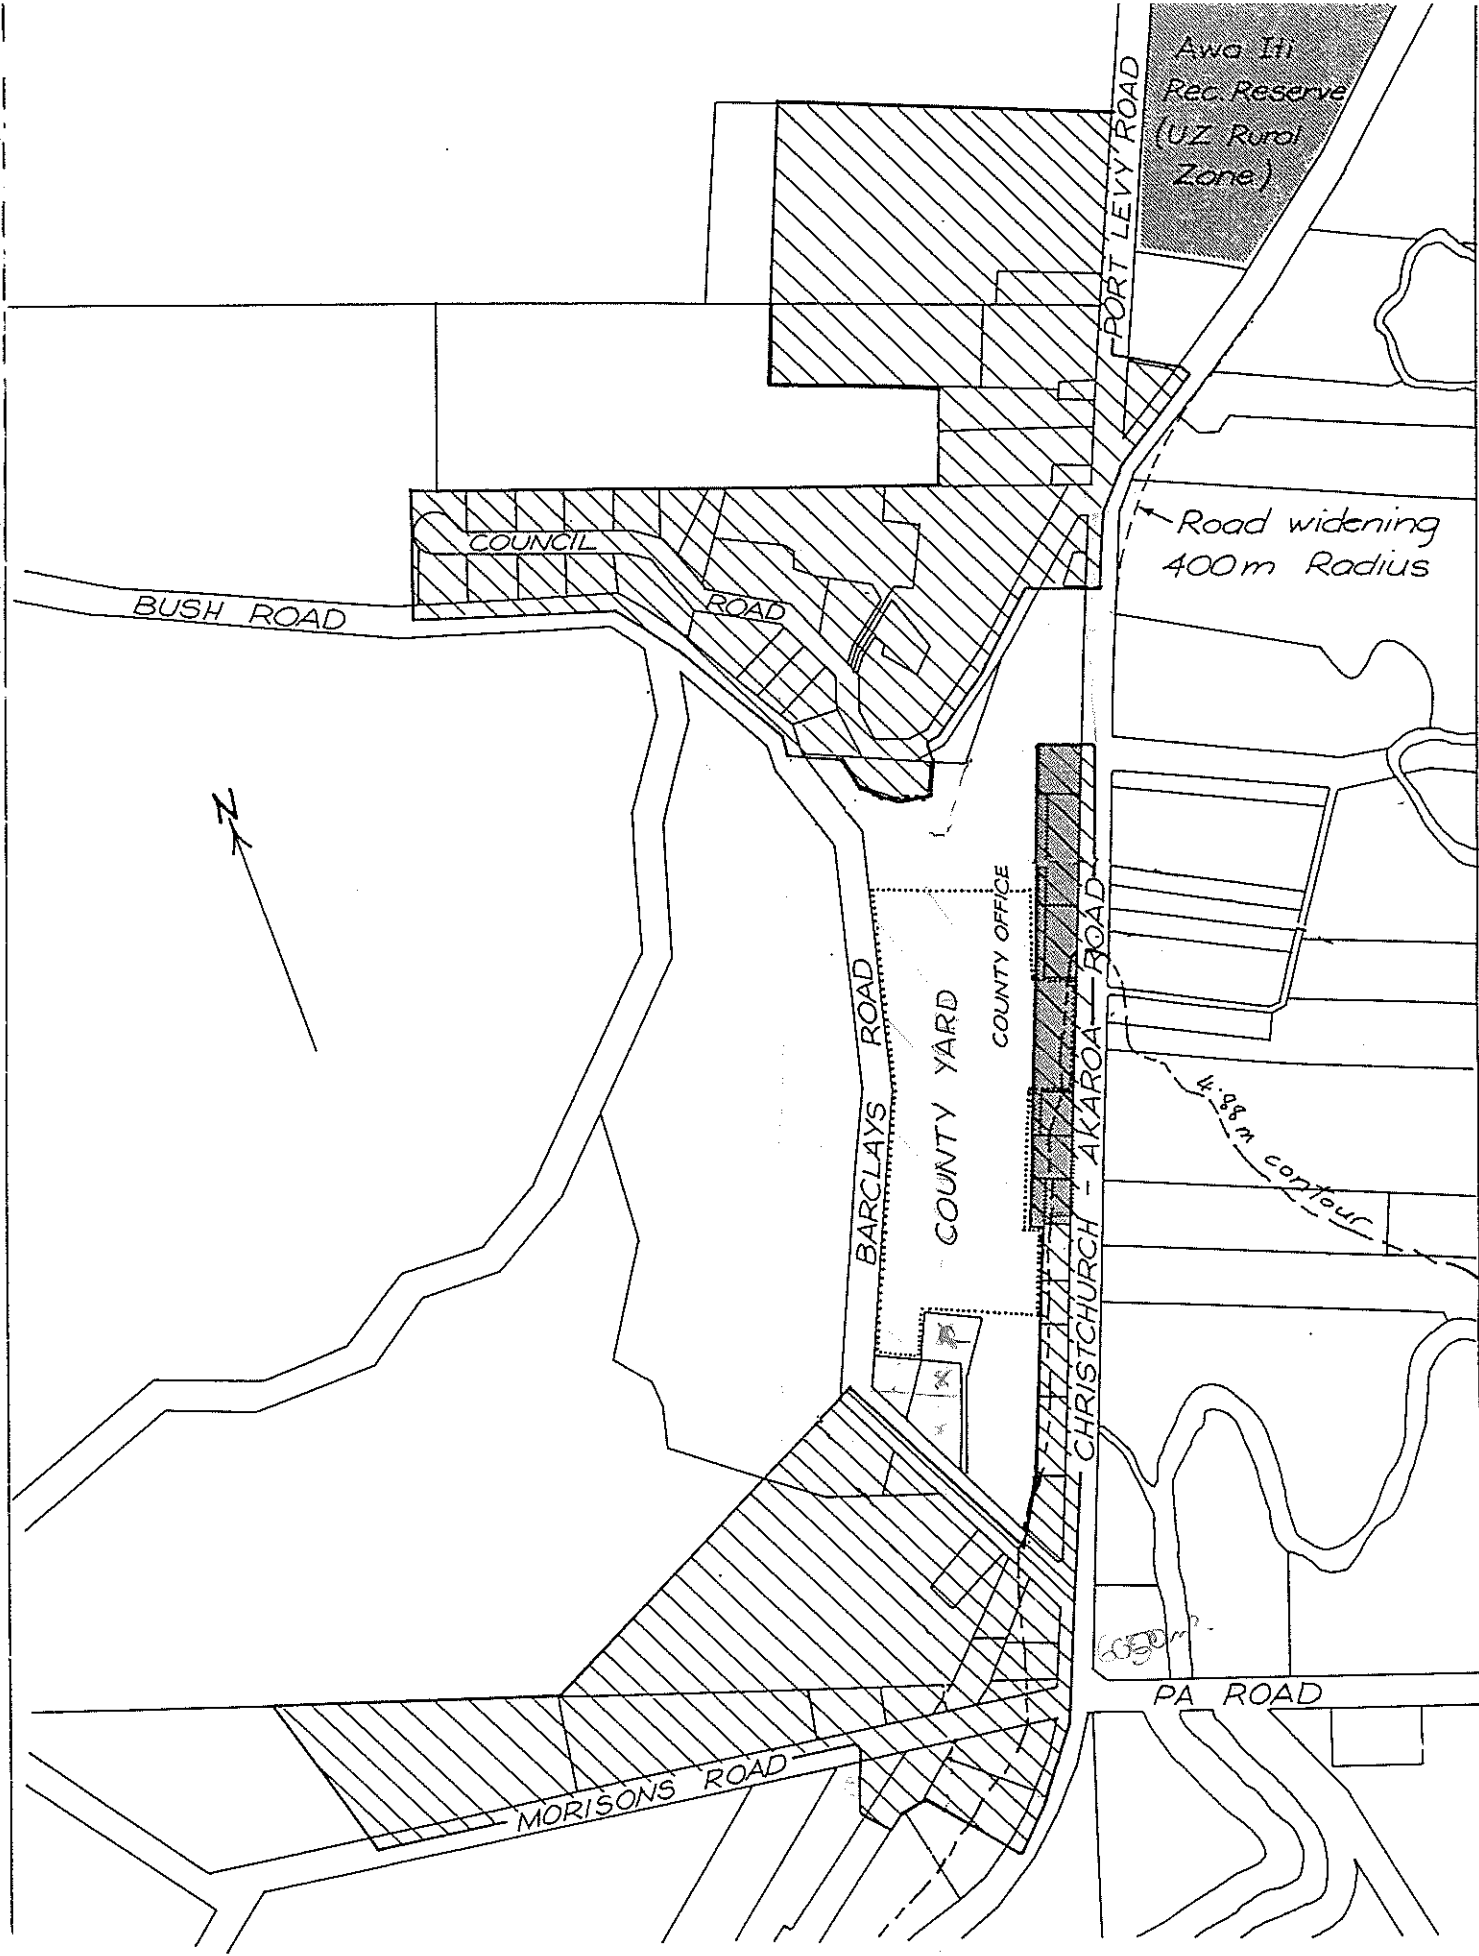 Awa Iti
Rec. Reserve
(UZ Rural
Zone)
PORT LEVY ROAD
Road widening
400m Radius
COUNCIL
ROAD
BUSH ROAD
N
COUNTY OFFICE
COUNTY YARD
BARCLAYS ROAD
CHRISTCHURCH - AKAROA ROAD
4.88m contour
PA ROAD
MORISONS ROAD